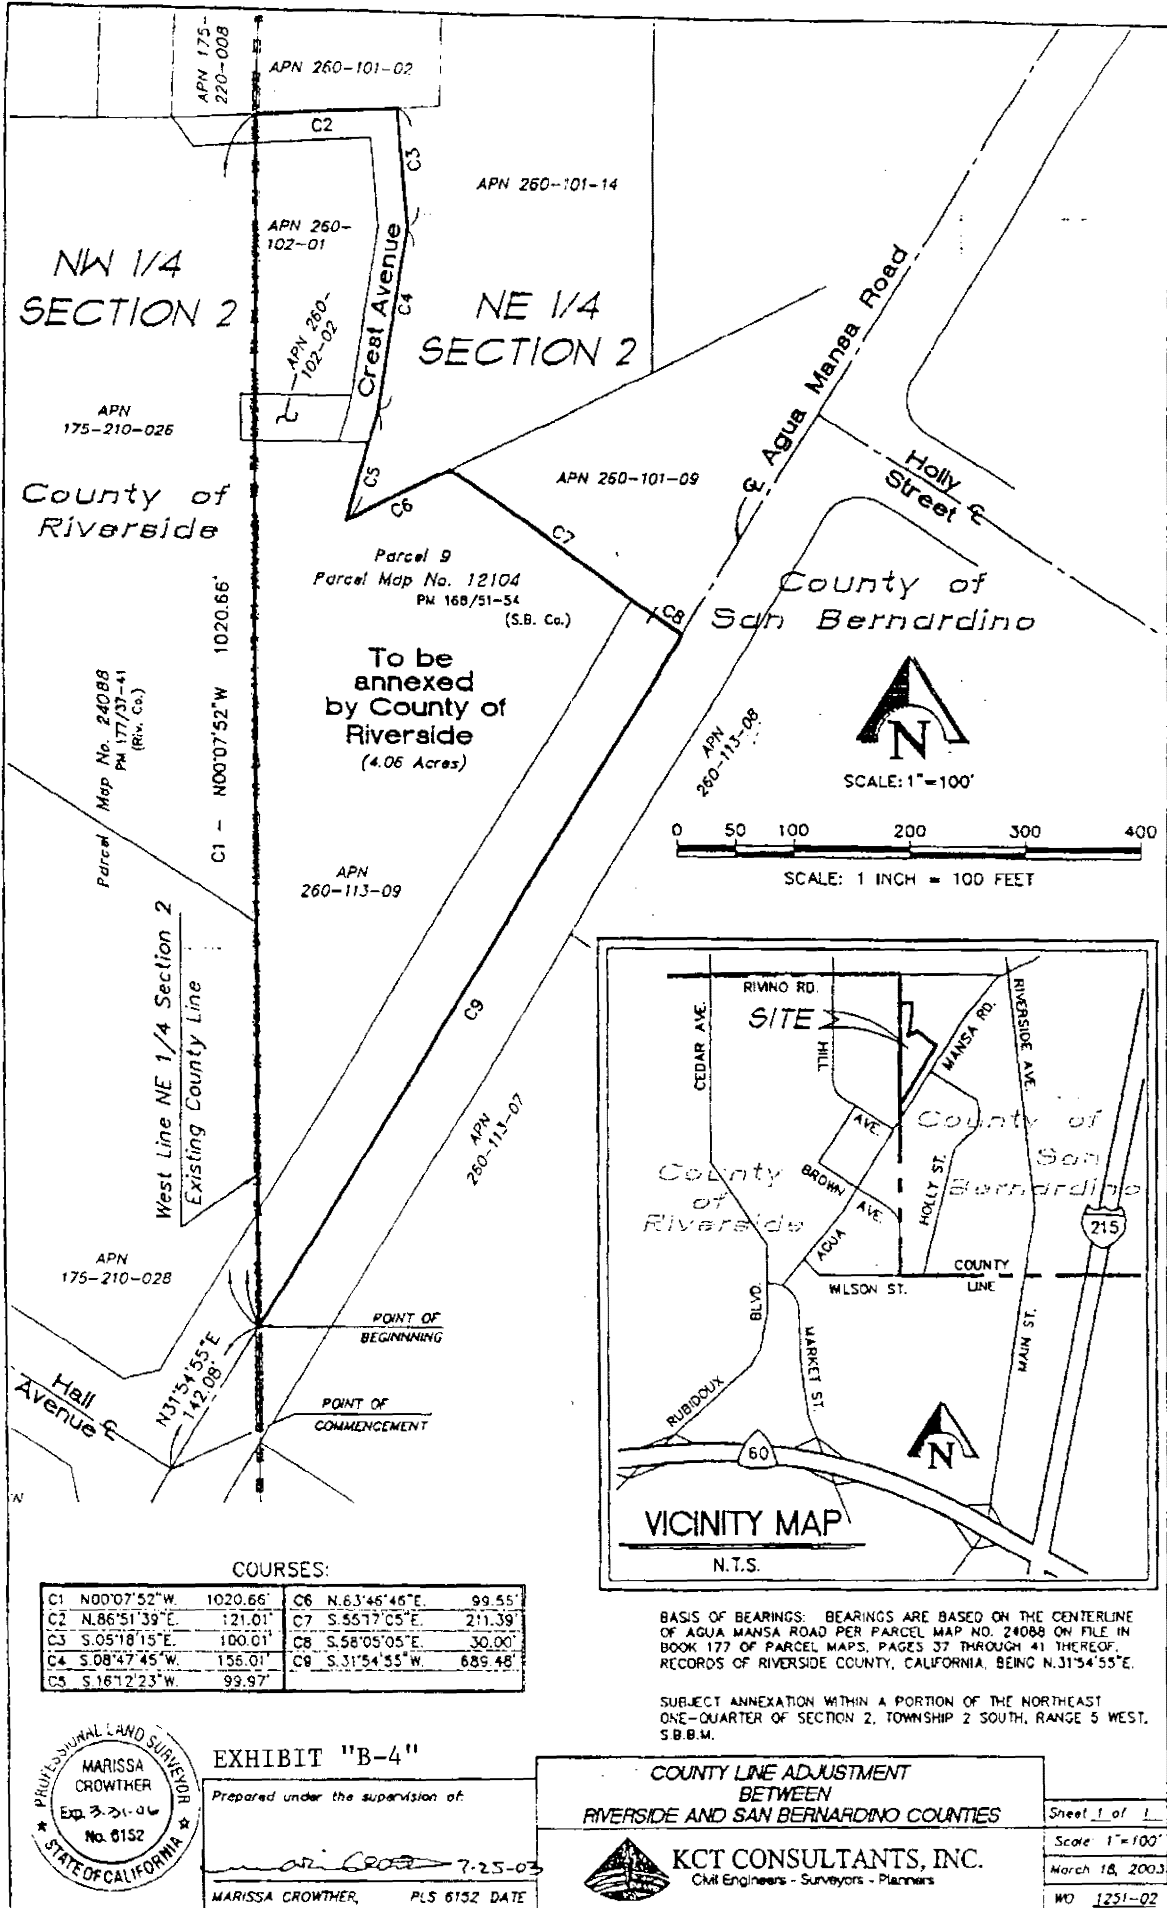 APN 175-
220-008
APN 260-101-02
C2
C3
APN 260-101-14
APN 260-
102-01
NW 1/4
SECTION 2
NE 1/4
SECTION 2
Crest Avenue
C4
APN 260-
102-02
Agua Mansa Road
℄
APN
175-210-026
County of
Riverside
C5
C6
APN 260-101-09
C7
C8
Holly
Street ℄
Parcel 9
Parcel Map No. 12104
PM 168/51-54
(S.B. Co.)
County of
San Bernardino
To be
annexed
by County of
Riverside
(4.06 Acres)
C1 - N00°07'52"W 1020.66'
Parcel Map No. 24088
PM 177/37-41
(Riv. Co.)
APN
260-113-08
N
SCALE: 1"=100'
0 50 100 200 300 400
SCALE: 1 INCH = 100 FEET
APN
260-113-09
West Line NE 1/4 Section 2
Existing County Line
C9
APN
260-113-07
APN
175-210-028
POINT OF
BEGINNNING
N31°54'55"E
142.08'
Hall
Avenue ℄
POINT OF
COMMENCEMENT
RIVINO RD.
SITE
CEDAR AVE.
HILL
AVE.
MANSA RD.
RIVERSIDE AVE.
County of
San
Bernardino
County
of
Riverside
BROWN
AVE.
AGUA
HOLLY ST.
215
COUNTY
LINE
WILSON ST.
BLVD.
MARKET ST.
MAIN ST.
RUBIDOUX
60
N
VICINITY MAP
N.T.S.
COURSES:
C1 N00°07'52"W. 1020.66' C6 N.63°46'46"E. 99.55'
C2 N.86°51'39"E. 121.01' C7 S.55°17'05"E. 211.39'
C3 S.05°18'15"E. 100.01' C8 S.58°05'05"E. 30.00'
C4 S.08°47'45"W. 156.01' C9 S.31°54'55"W. 689.48'
C5 S.16°12'23"W. 99.97'
BASIS OF BEARINGS: BEARINGS ARE BASED ON THE CENTERLINE
OF AGUA MANSA ROAD PER PARCEL MAP NO. 24088 ON FILE IN
BOOK 177 OF PARCEL MAPS, PAGES 37 THROUGH 41 THEREOF,
RECORDS OF RIVERSIDE COUNTY, CALIFORNIA, BEING N.31°54'55"E.
SUBJECT ANNEXATION WITHIN A PORTION OF THE NORTHEAST
ONE-QUARTER OF SECTION 2, TOWNSHIP 2 SOUTH, RANGE 5 WEST,
S.B.B.M.
PROFESSIONAL LAND SURVEYOR
MARISSA
CROWTHER
Exp. 3-31-06
No. 6152
STATE OF CALIFORNIA
EXHIBIT "B-4"
Prepared under the supervision of:
7-25-03
MARISSA CROWTHER, PLS 6152 DATE
COUNTY LINE ADJUSTMENT
BETWEEN
RIVERSIDE AND SAN BERNARDINO COUNTIES
KCT CONSULTANTS, INC.
Civil Engineers - Surveyors - Planners
Sheet 1 of 1
Scale: 1"=100'
March 18, 2003
WO 1251-02